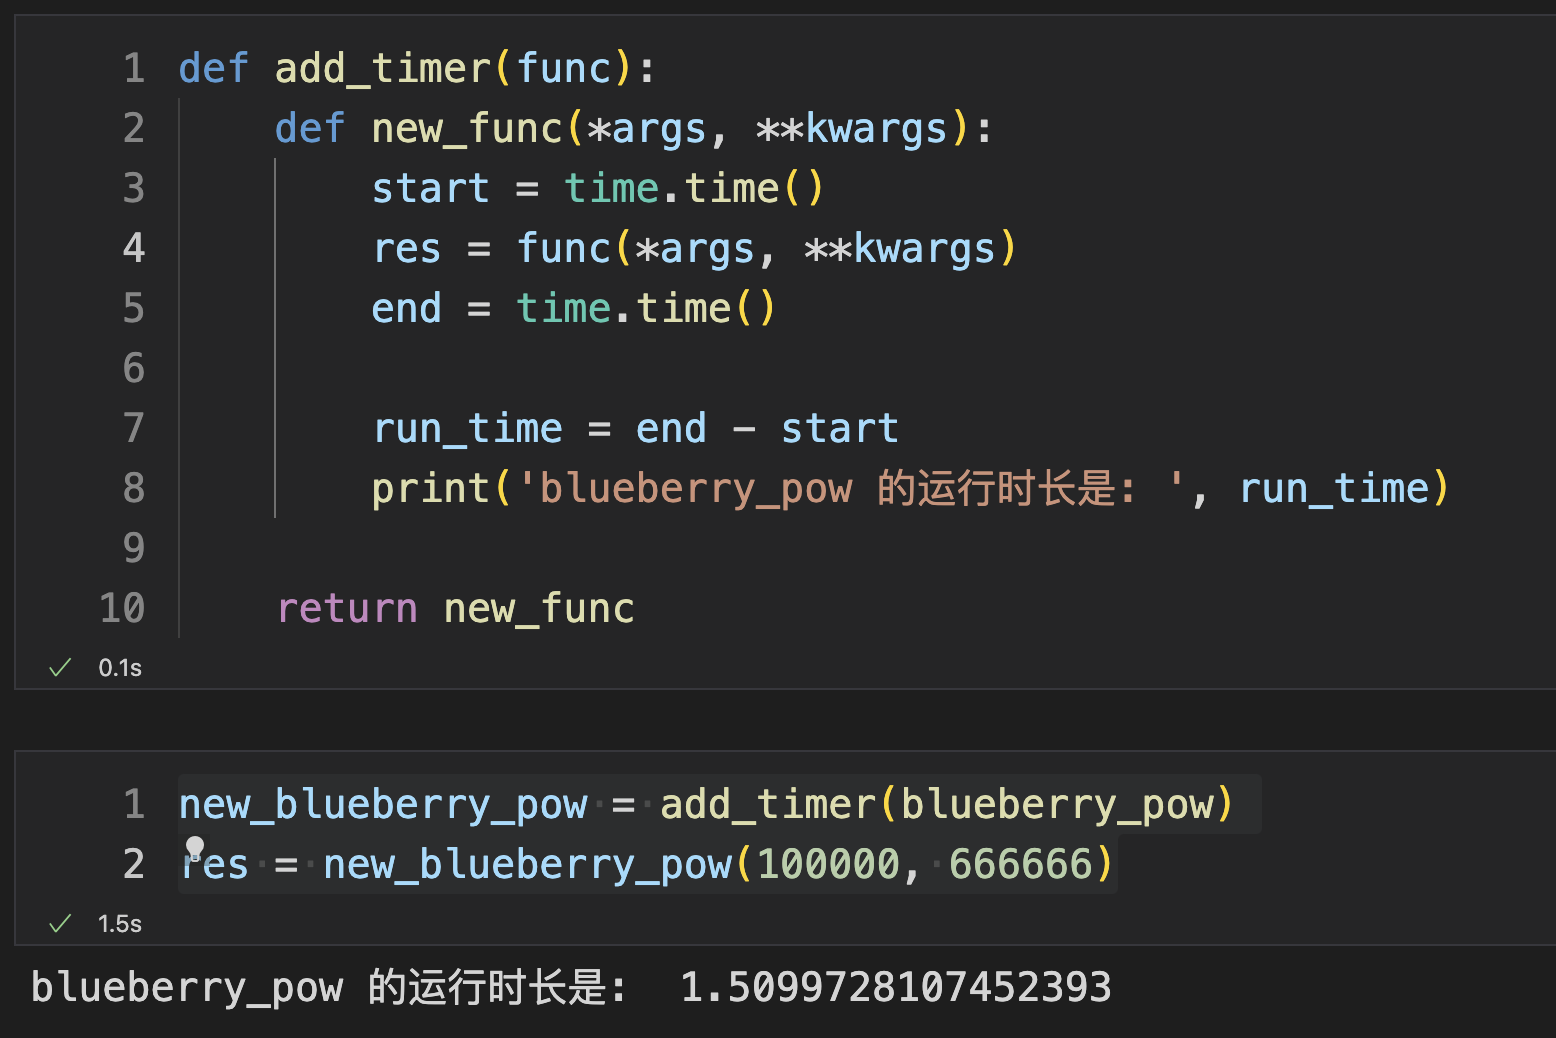 1 def add_timer(func):
2 def new_func(*args, **kwargs):
3 start = time.time()
4 res = func(*args, **kwargs)
5 end = time.time()
6
7 run_time = end - start
8 print('blueberry_pow 的运行时长是: ', run_time)
9
10 return new_func
0.1s
1 new_blueberry_pow = add_timer(blueberry_pow)
2 res = new_blueberry_pow(100000, 666666)
1.5s
blueberry_pow 的运行时长是:  1.5099728107452393